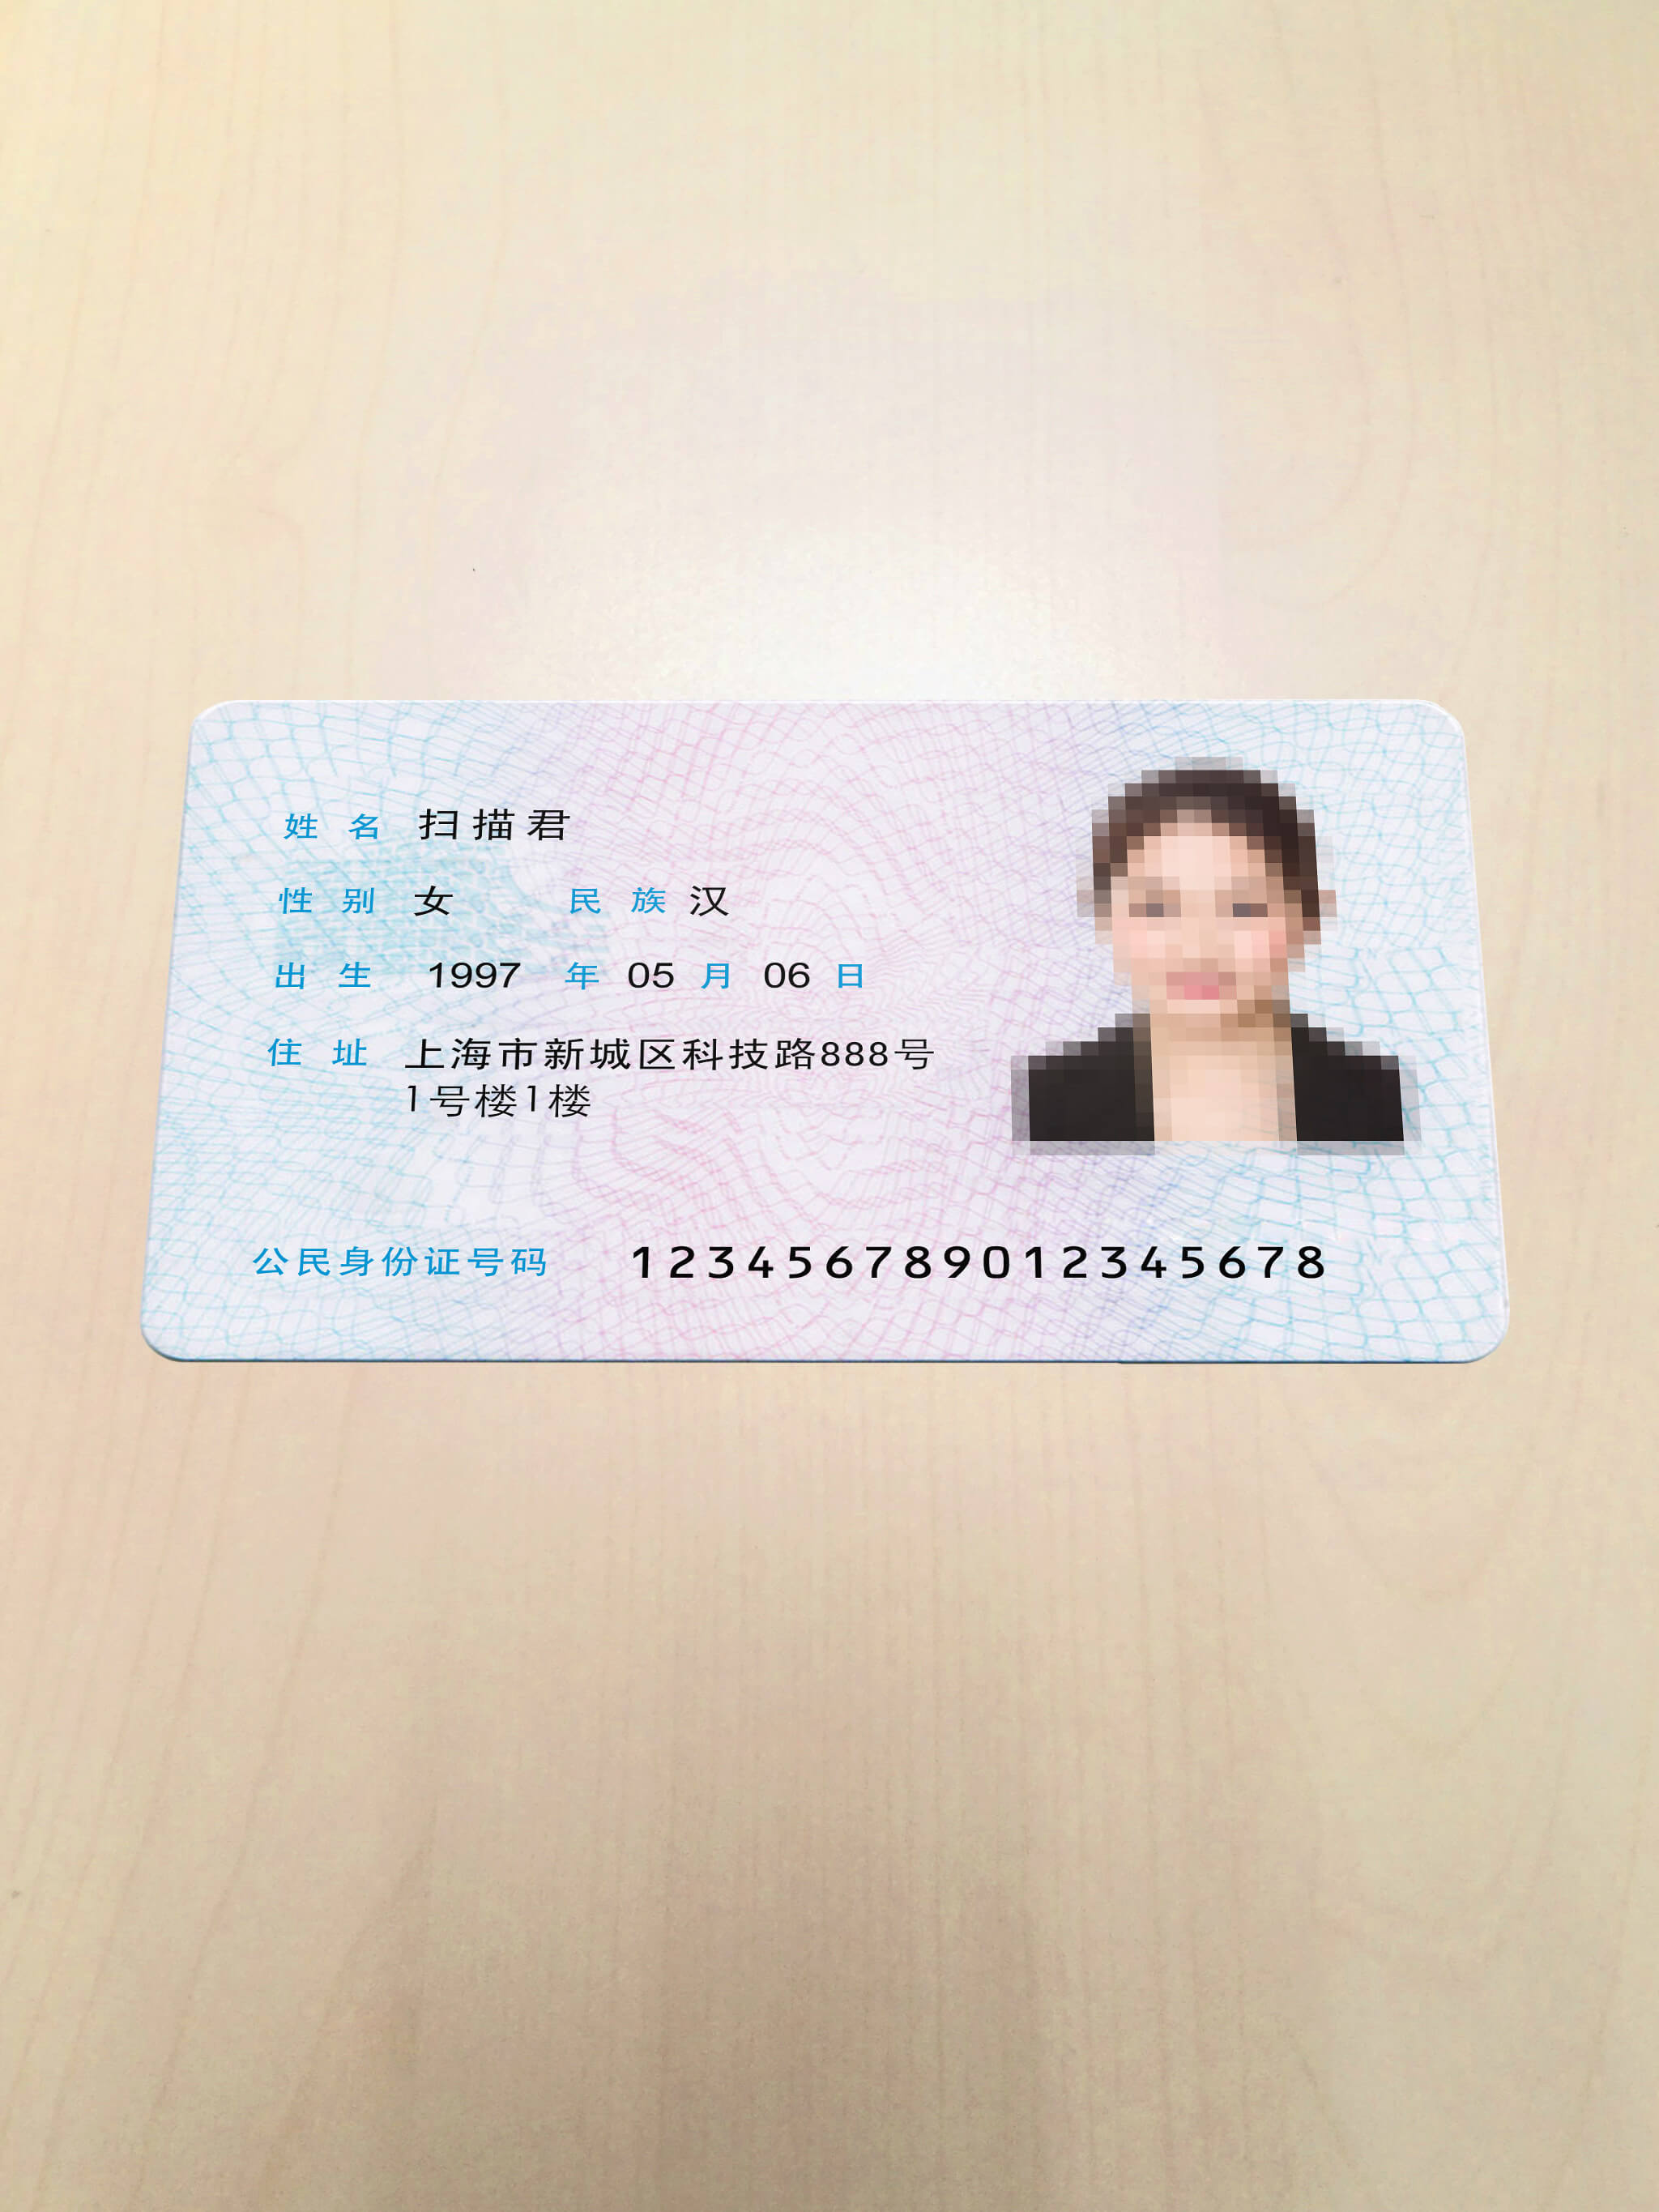 姓名 扫描君
性别 女 民族 汉
出生 1997 年 05 月 06 日
住址 上海市新城区科技路888号
1号楼1楼
公民身份证号码 123456789012345678